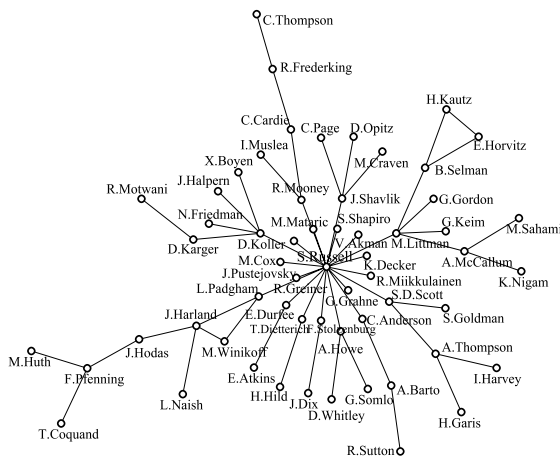 C.Thompson
R.Frederking
H.Kautz
C.Cardie
C.Page
D.Opitz
E.Horvitz
I.Muslea
M.Craven
X.Boyen
B.Selman
J.Halpern
R.Motwani
R.Mooney
J.Shavlik
G.Gordon
N.Friedman
M.Mataric
S.Shapiro
G.Keim
M.Sahami
D.Karger
D.Koller
V.Akman
M.Littman
S.Russell
M.Cox
K.Decker
A.McCallum
J.Pustejovsky
R.Miikkulainen
K.Nigam
L.Padgham
R.Greiner
G.Grahne
S.D.Scott
J.Harland
E.Durfee
T.Dietterich
F.Stolzenburg
C.Anderson
S.Goldman
M.Winikoff
A.Howe
A.Thompson
M.Huth
J.Hodas
F.Pfenning
E.Atkins
I.Harvey
L.Naish
H.Hild
J.Dix
G.Somlo
A.Barto
D.Whitley
H.Garis
T.Coquand
R.Sutton